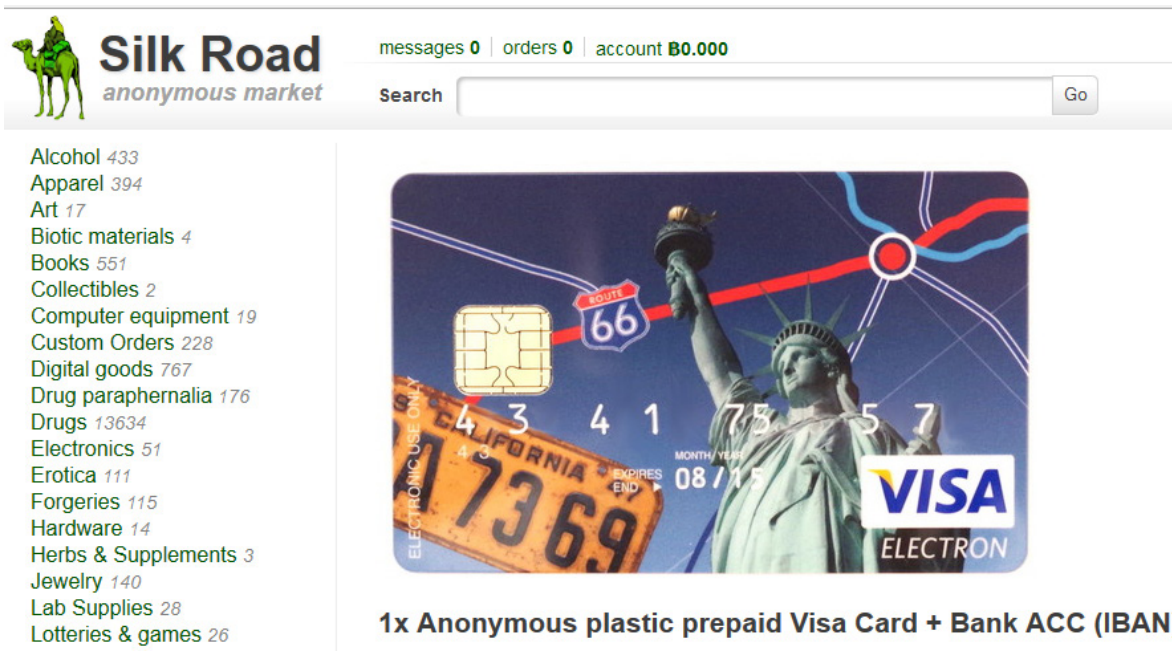 Silk Road
anonymous market
messages 0 orders 0 account ฿0.000
Search Go
Alcohol 433
Apparel 394
Art 17
Biotic materials 4
Books 551
Collectibles 2
Computer equipment 19
Custom Orders 228
Digital goods 767
Drug paraphernalia 176
Drugs 13634
Electronics 51
Erotica 111
Forgeries 115
Hardware 14
Herbs & Supplements 3
Jewelry 140
Lab Supplies 28
Lotteries & games 26
ROUTE
66
4 3 4 1 75 5 7
4 3
CALIFORNIA
A 7369
ELECTRONIC USE ONLY
MONTH/YEAR
EXPIRES
END 08/15
VISA
ELECTRON
1x Anonymous plastic prepaid Visa Card + Bank ACC (IBAN